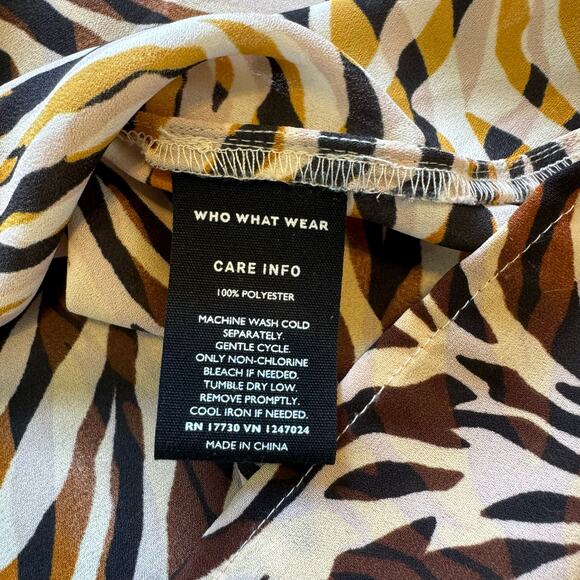 WHO WHAT WEAR
CARE INFO
100% POLYESTER
MACHINE WASH COLD
SEPARATELY.
GENTLE CYCLE.
ONLY NON-CHLORINE
BLEACH IF NEEDED.
TUMBLE DRY LOW.
REMOVE PROMPTLY.
COOL IRON IF NEEDED.
RN 17730 VN 1247024
MADE IN CHINA